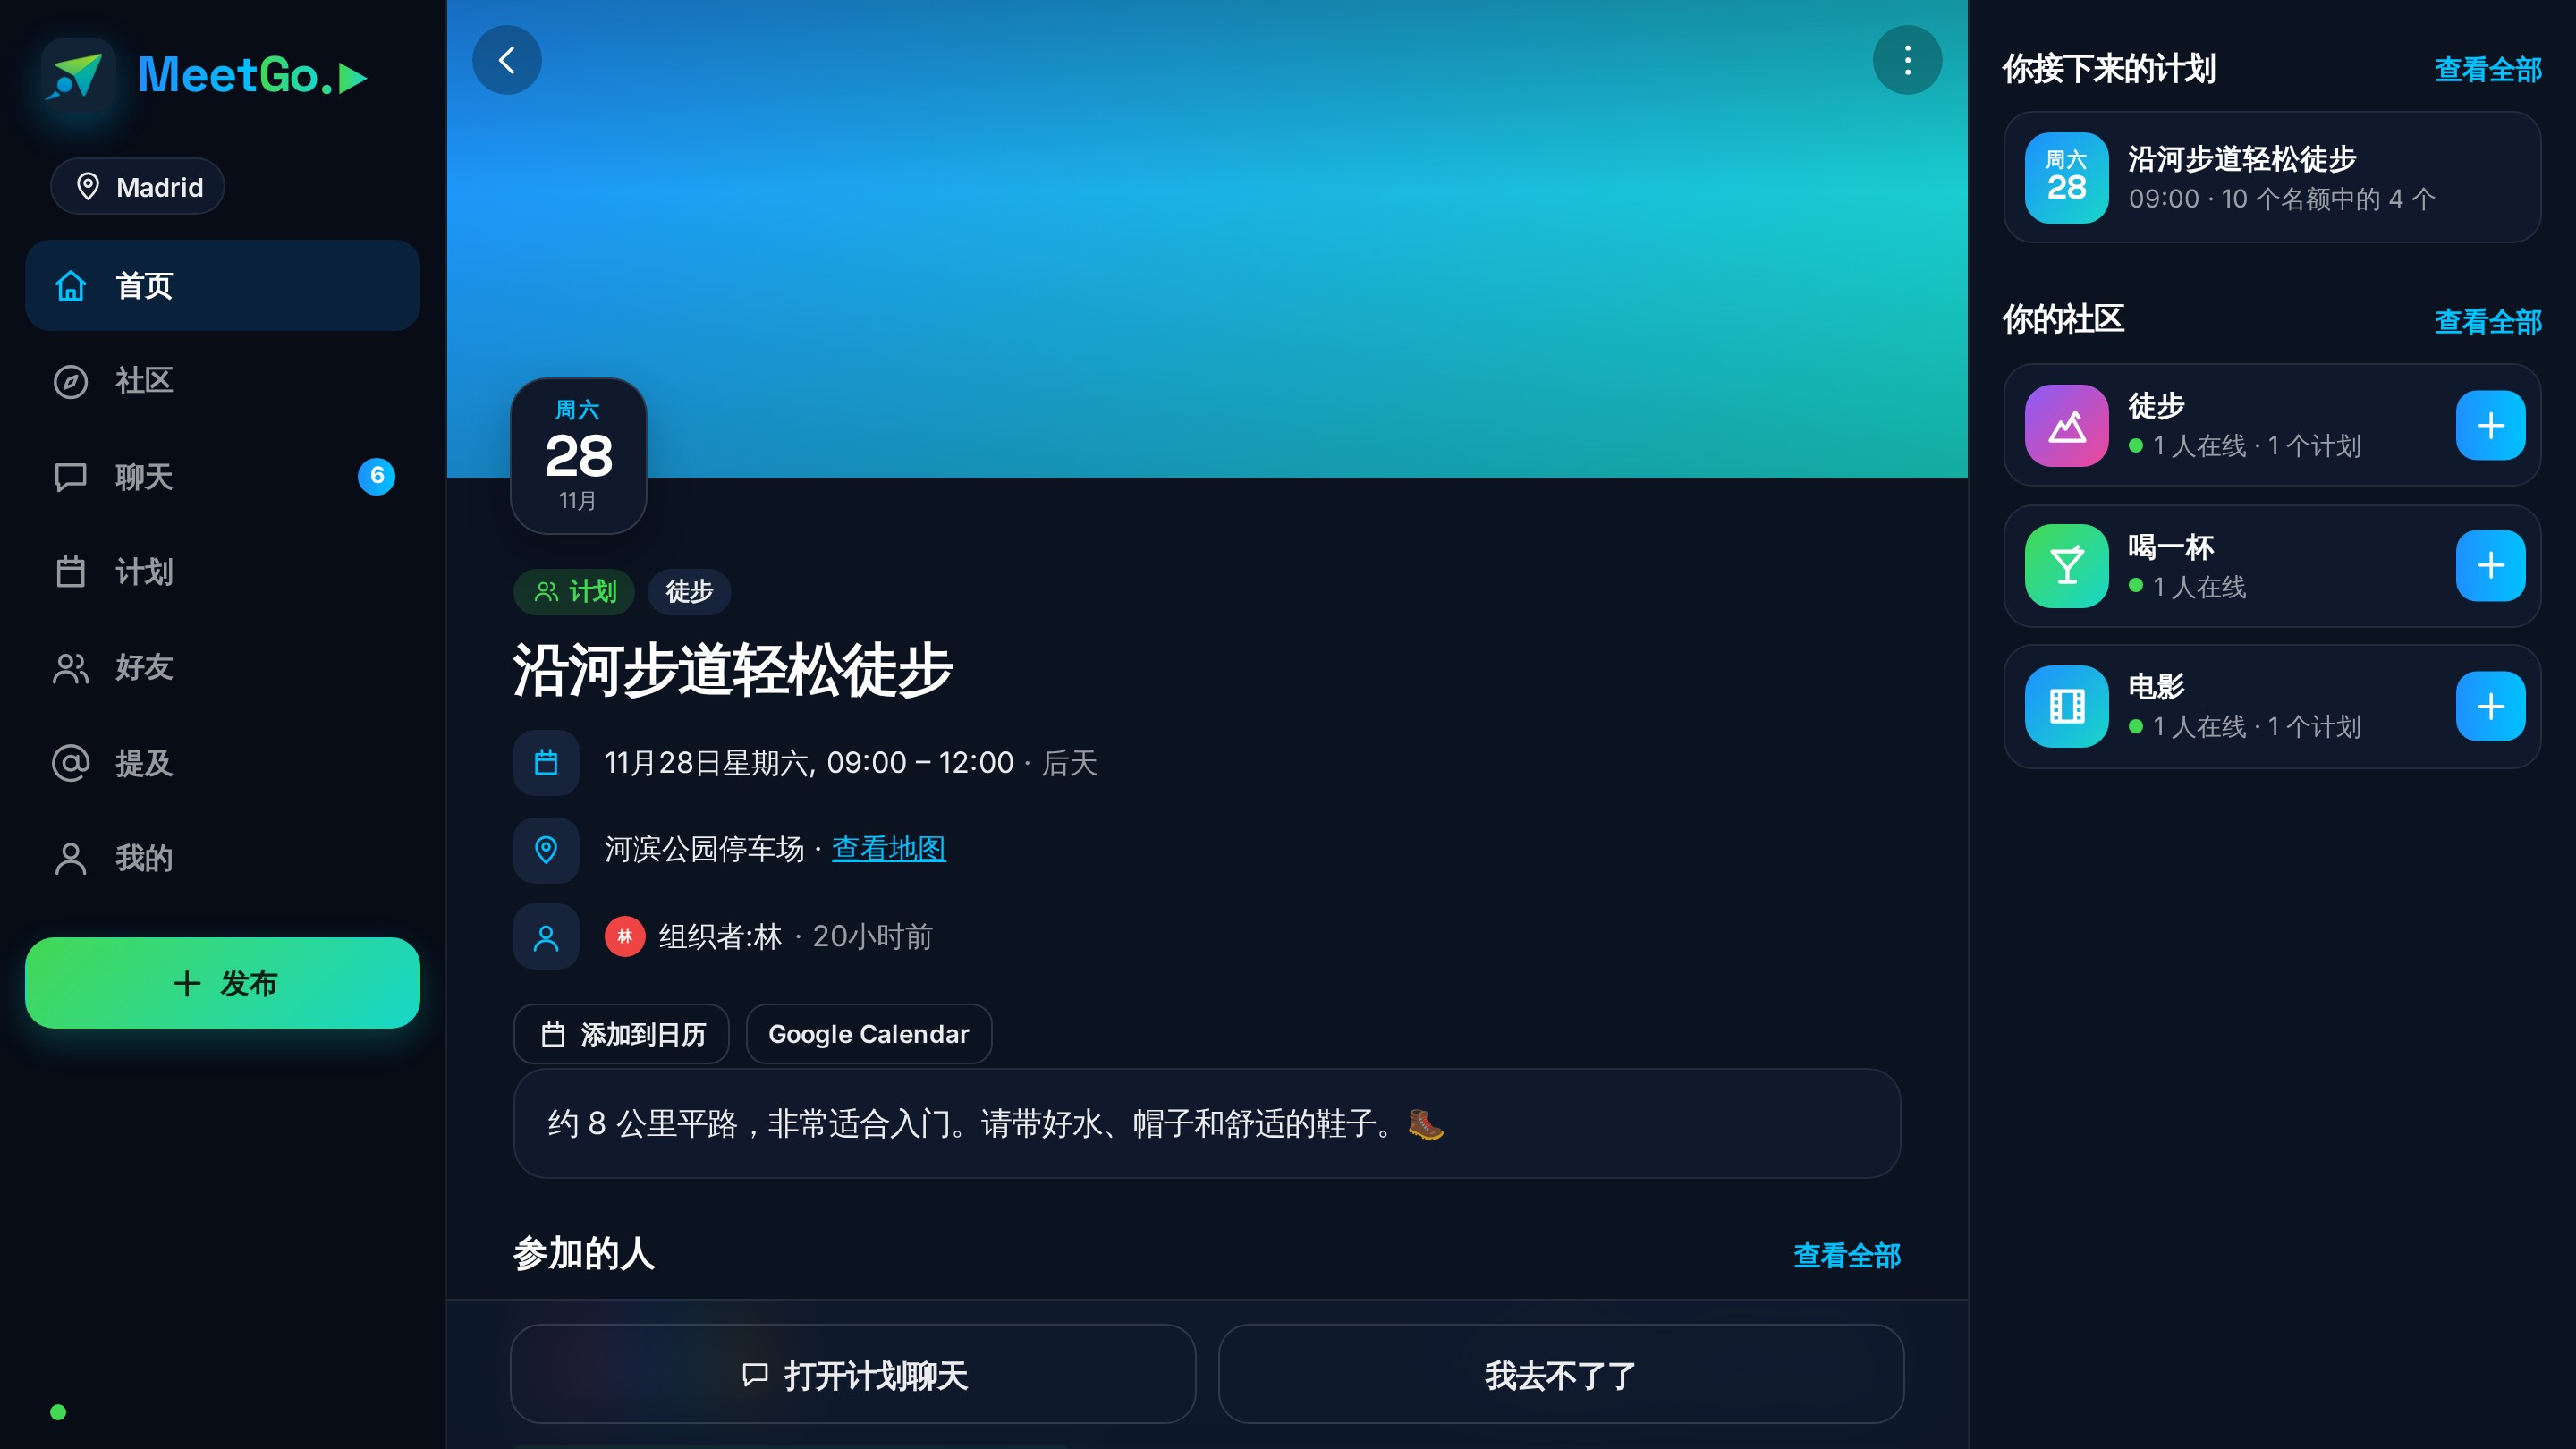 MeetGo.
Madrid
首页
社区
聊天
6
计划
好友
提及
我的
发布
周六
28
11月
计划
徒步
沿河步道轻松徒步
11月28日星期六, 09:00 – 12:00 · 后天
河滨公园停车场 · 查看地图
林 组织者:林 · 20小时前
添加到日历
Google Calendar
约 8 公里平路，非常适合入门。请带好水、帽子和舒适的鞋子。🥾
参加的人
查看全部
打开计划聊天
我去不了了
你接下来的计划
查看全部
周六
28
沿河步道轻松徒步
09:00 · 10 个名额中的 4 个
你的社区
查看全部
徒步
1 人在线 · 1 个计划
喝一杯
1 人在线
电影
1 人在线 · 1 个计划